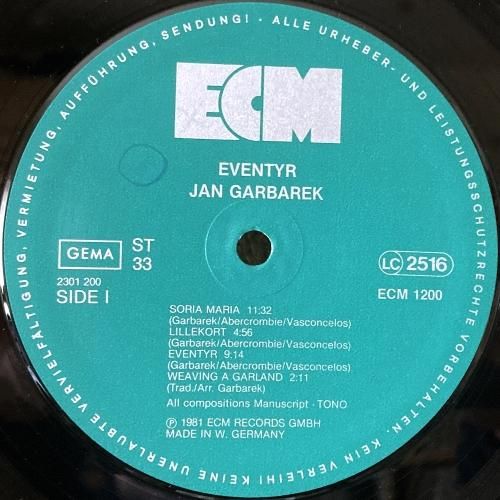 ALLE URHEBER- UND LEISTUNGSSCHUTZRECHTE VORBEHALTEN. KEIN VERLEIH! KEINE UNERLAUBTE VERVIELFÄLTIGUNG, VERMIETUNG, AUFFÜHRUNG, SENDUNG! ·
ECM
EVENTYR
JAN GARBAREK
GEMA
ST
33
LC 2516
2301 200
SIDE I
ECM 1200
SORIA MARIA 11:32
(Garbarek/Abercrombie/Vasconcelos)
LILLEKORT 4:56
(Garbarek/Abercrombie/Vasconcelos)
EVENTYR 9:14
(Garbarek/Abercrombie/Vasconcelos)
WEAVING A GARLAND 2:11
(Trad./Arr. Garbarek)
All compositions Manuscript - TONO
℗ 1981 ECM RECORDS GMBH
MADE IN W. GERMANY